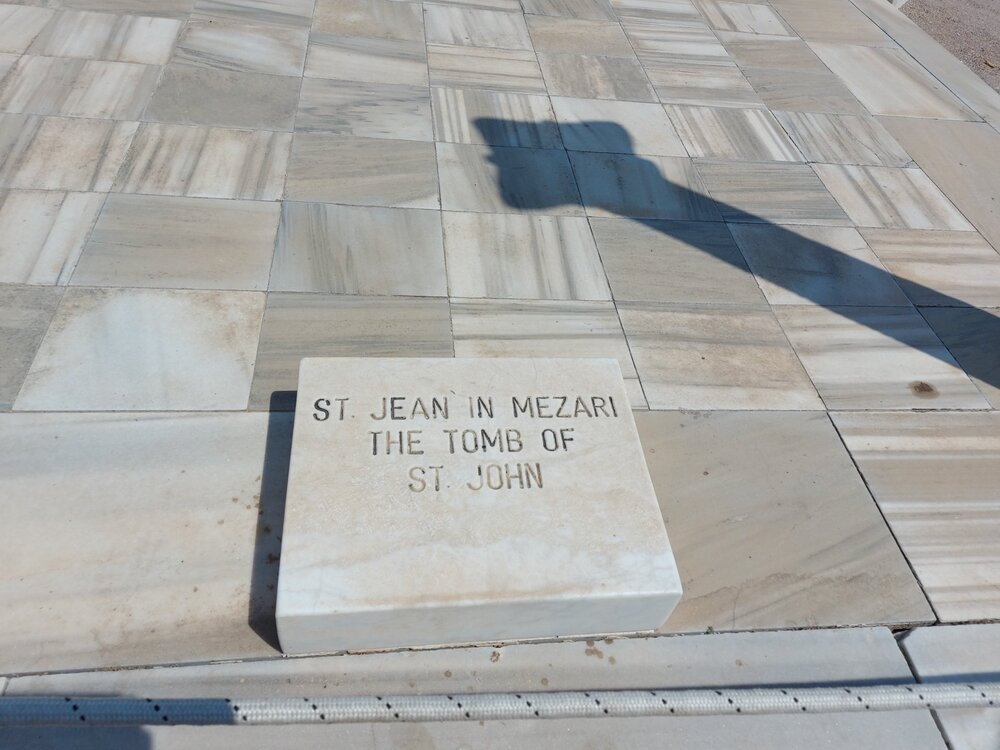 ST. JEAN`IN MEZARI
THE TOMB OF
ST. JOHN